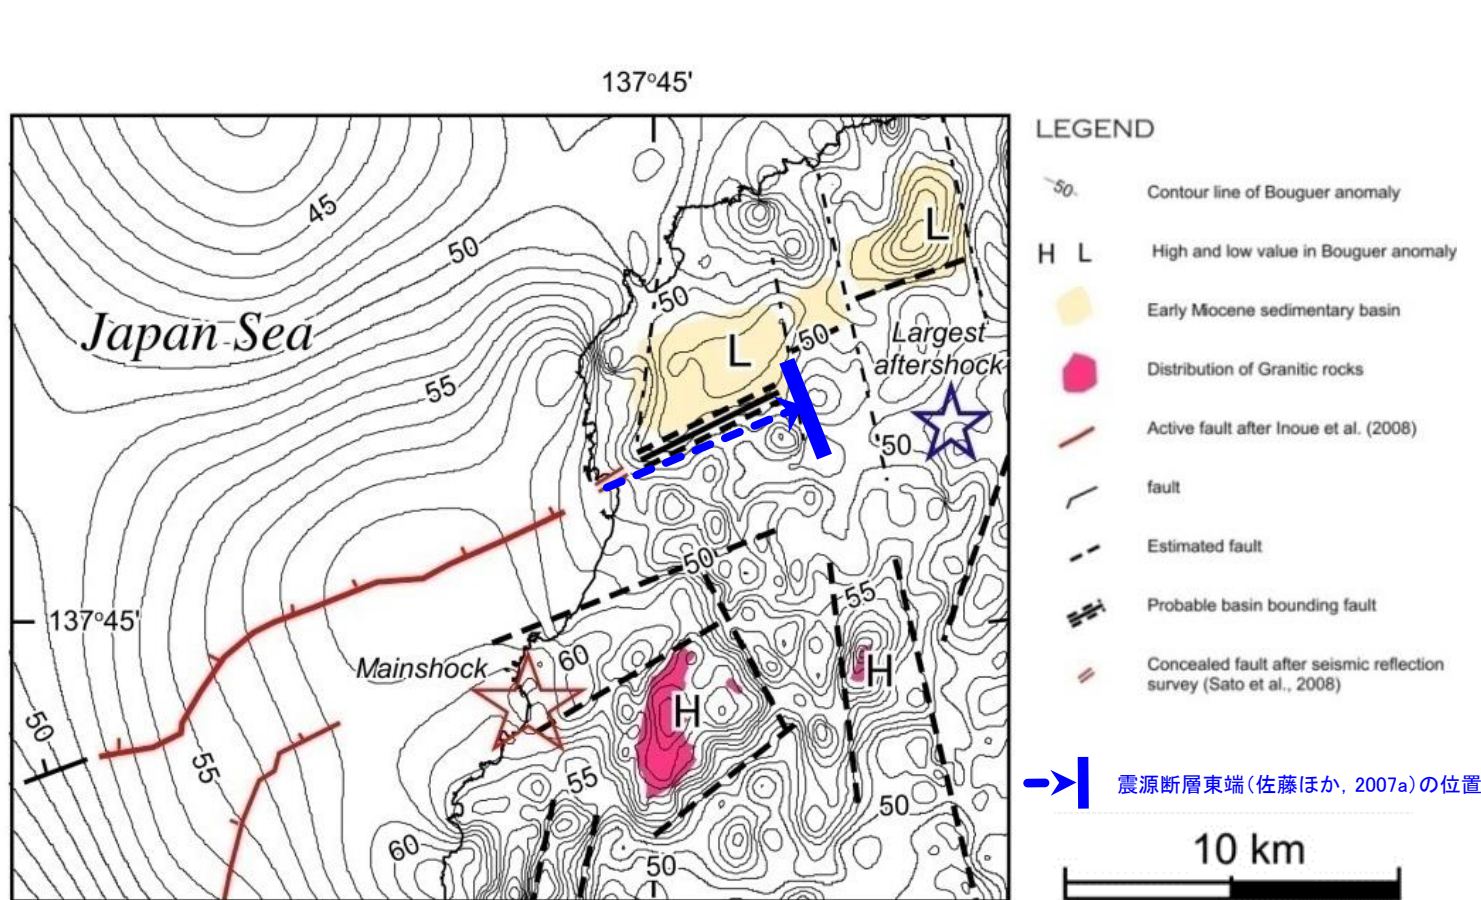 137°45'
45
50
50
Japan Sea
L
L
50
Largest
aftershock
55
50
50
137°45'
55
Mainshock
60
H
H
50
55
55
50
60
50
LEGEND
50
Contour line of Bouguer anomaly
H L High and low value in Bouguer anomaly
Early Miocene sedimentary basin
Distribution of Granitic rocks
Active fault after Inoue et al. (2008)
fault
Estimated fault
Probable basin bounding fault
Concealed fault after seismic reflection
survey (Sato et al., 2008)
震源断層東端(佐藤ほか, 2007a)の位置
10 km